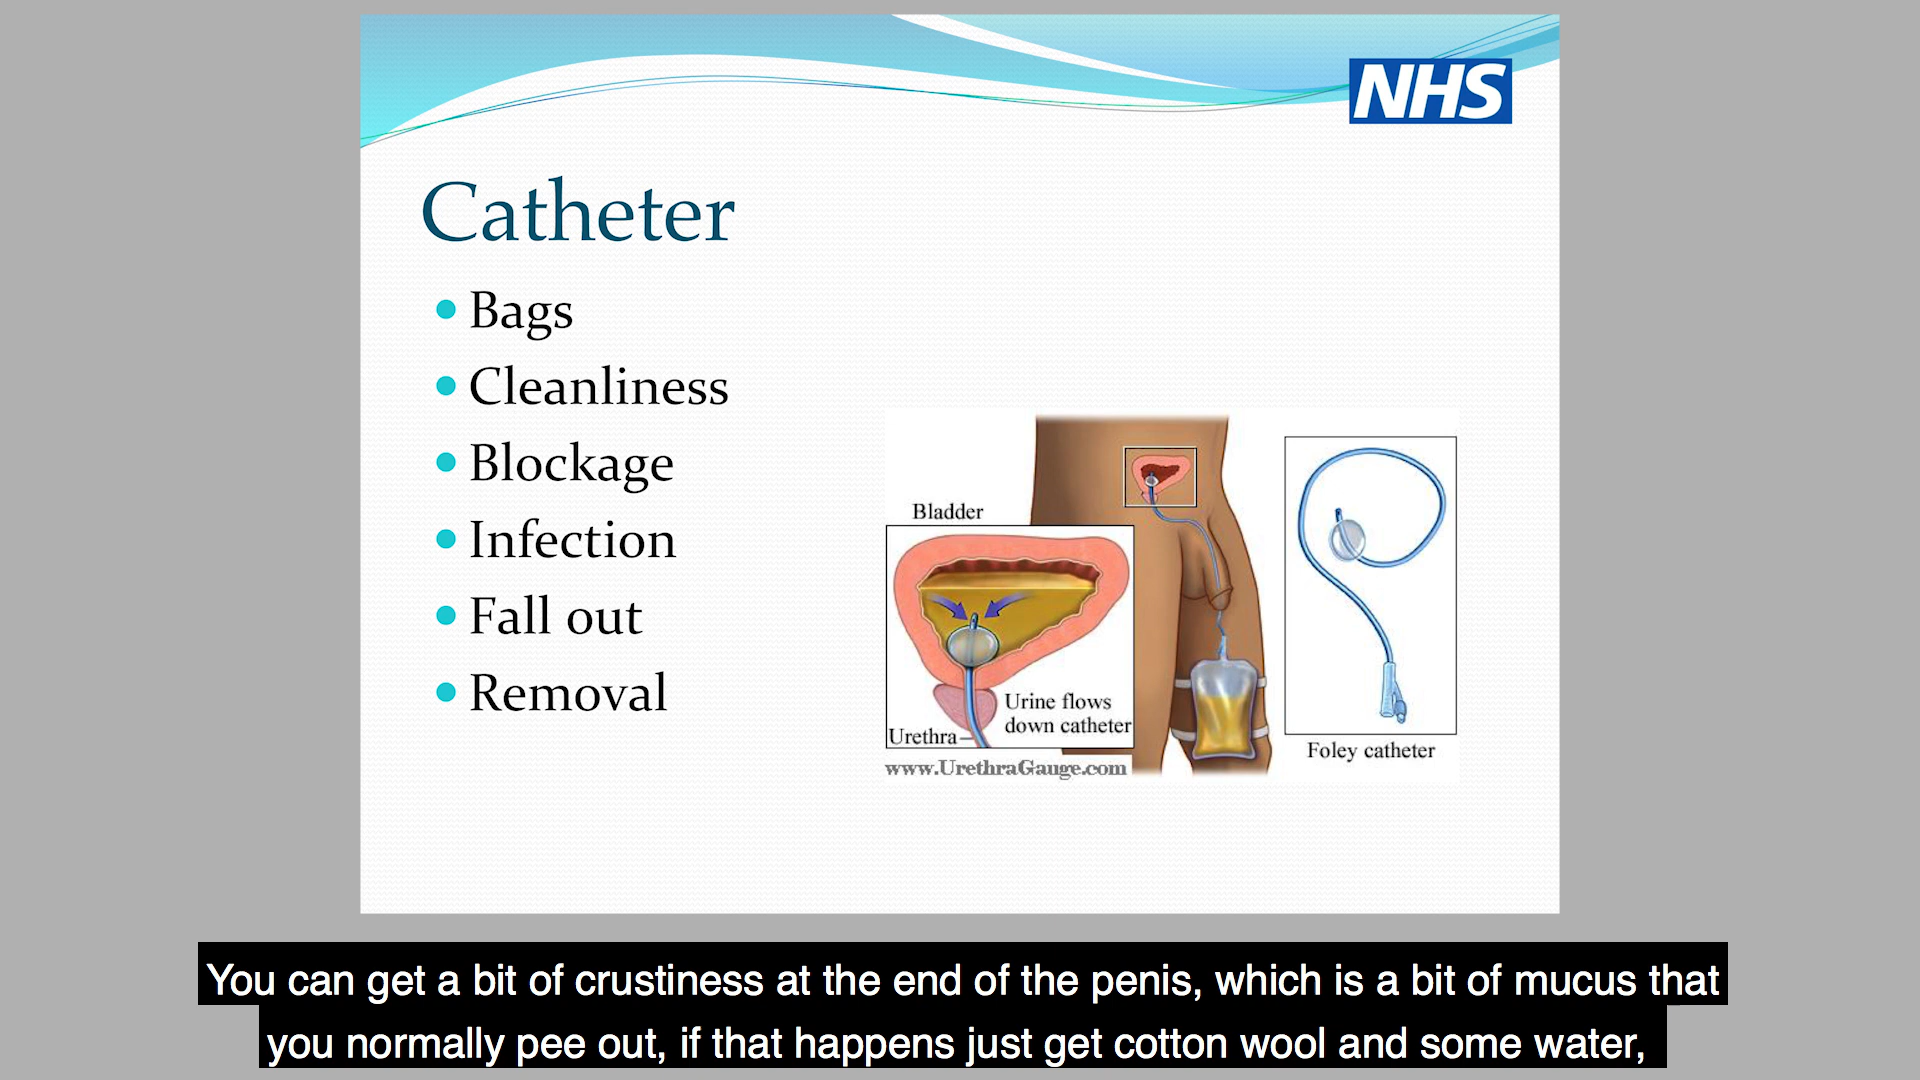 NHS
Catheter
Bags
Cleanliness
Blockage
Infection
Fall out
Removal
Bladder
Urine flows
down catheter
Urethra
www.UrethraGauge.com
Foley catheter
You can get a bit of crustiness at the end of the penis, which is a bit of mucus that
you normally pee out, if that happens just get cotton wool and some water,